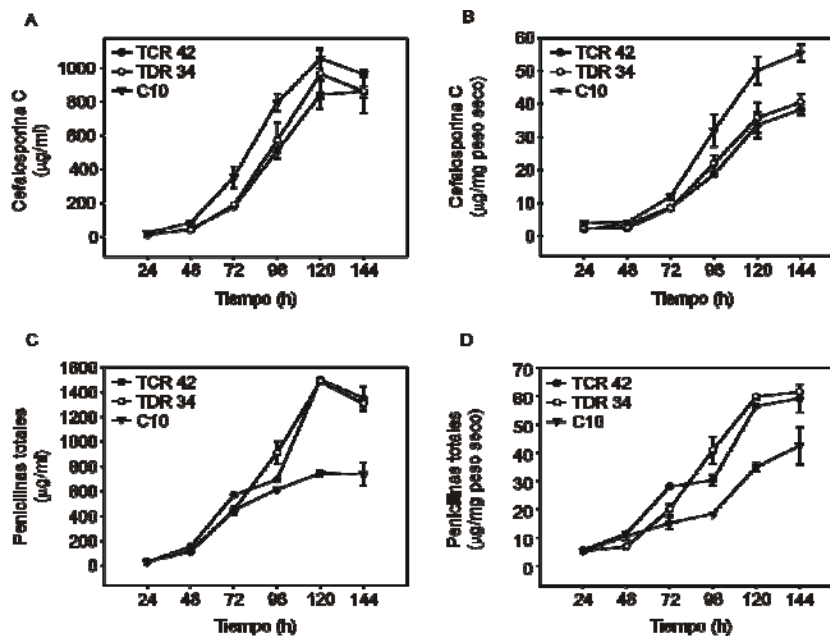 A
TCR 42
TDR 34
C10
Cefalosporina C
(µg/ml)
1000
800
600
400
200
0
24 48 72 96 120 144
Tiempo (h)
B
TCR 42
TDR 34
C10
Cefalosporina C
(µg/mg peso seco)
60
50
40
30
20
10
0
24 48 72 96 120 144
Tiempo (h)
C
TCR 42
TDR 34
C10
Penicilinas totales
(µg/ml)
1600
1400
1200
1000
800
600
400
200
0
24 48 72 96 120 144
Tiempo (h)
D
TCR 42
TDR 34
C10
Penicilinas totales
(µg/mg peso seco)
70
60
50
40
30
20
10
0
24 48 72 96 120 144
Tiempo (h)